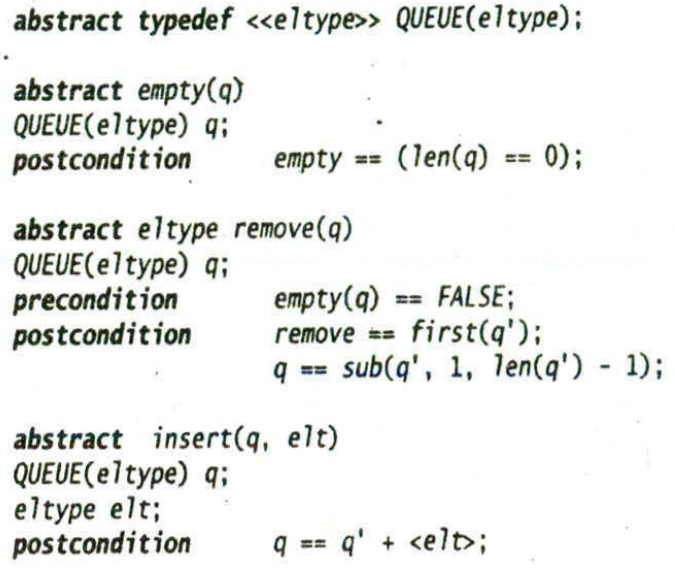 abstract typedef <<eltype>> QUEUE(eltype);
abstract empty(q)
QUEUE(eltype) q;
postcondition empty == (len(q) == 0);
abstract eltype remove(q)
QUEUE(eltype) q;
precondition empty(q) == FALSE;
postcondition remove == first(q');
q == sub(q', 1, len(q') - 1);
abstract insert(q, elt)
QUEUE(eltype) q;
eltype elt;
postcondition q == q' + <elt>;